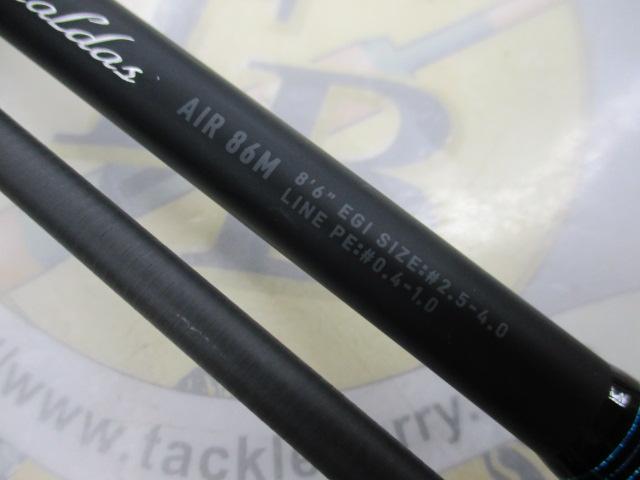 AIR 86M
8'6" EGI SIZE:#2.5-4.0
LINE PE:#0.4-1.0